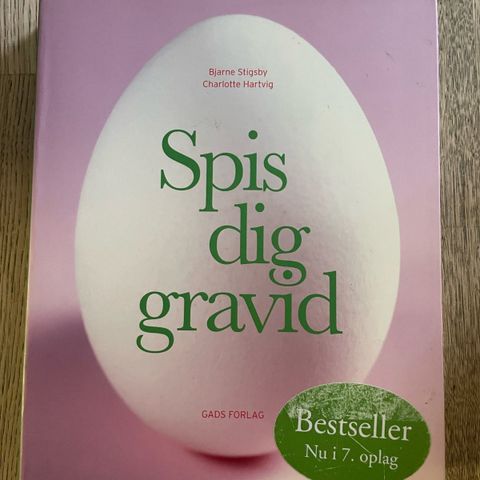 Bjarne Stigsby
Charlotte Hartvig
Spis
dig
gravid
GADS FORLAG
Bestseller
Nu i 7. oplag